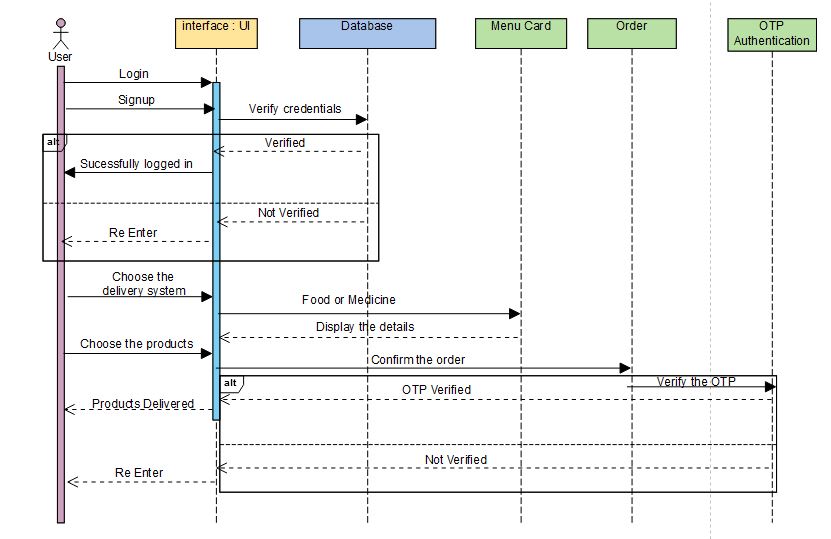 interface : UI
Database
Menu Card
Order
OTP
Authentication
User
Login
Signup
Verify credentials
alt
Verified
Sucessfully logged in
Not Verified
Re Enter
Choose the
delivery system
Food or Medicine
Display the details
Choose the products
Confirm the order
alt
Verify the OTP
OTP Verified
Products Delivered
Not Verified
Re Enter